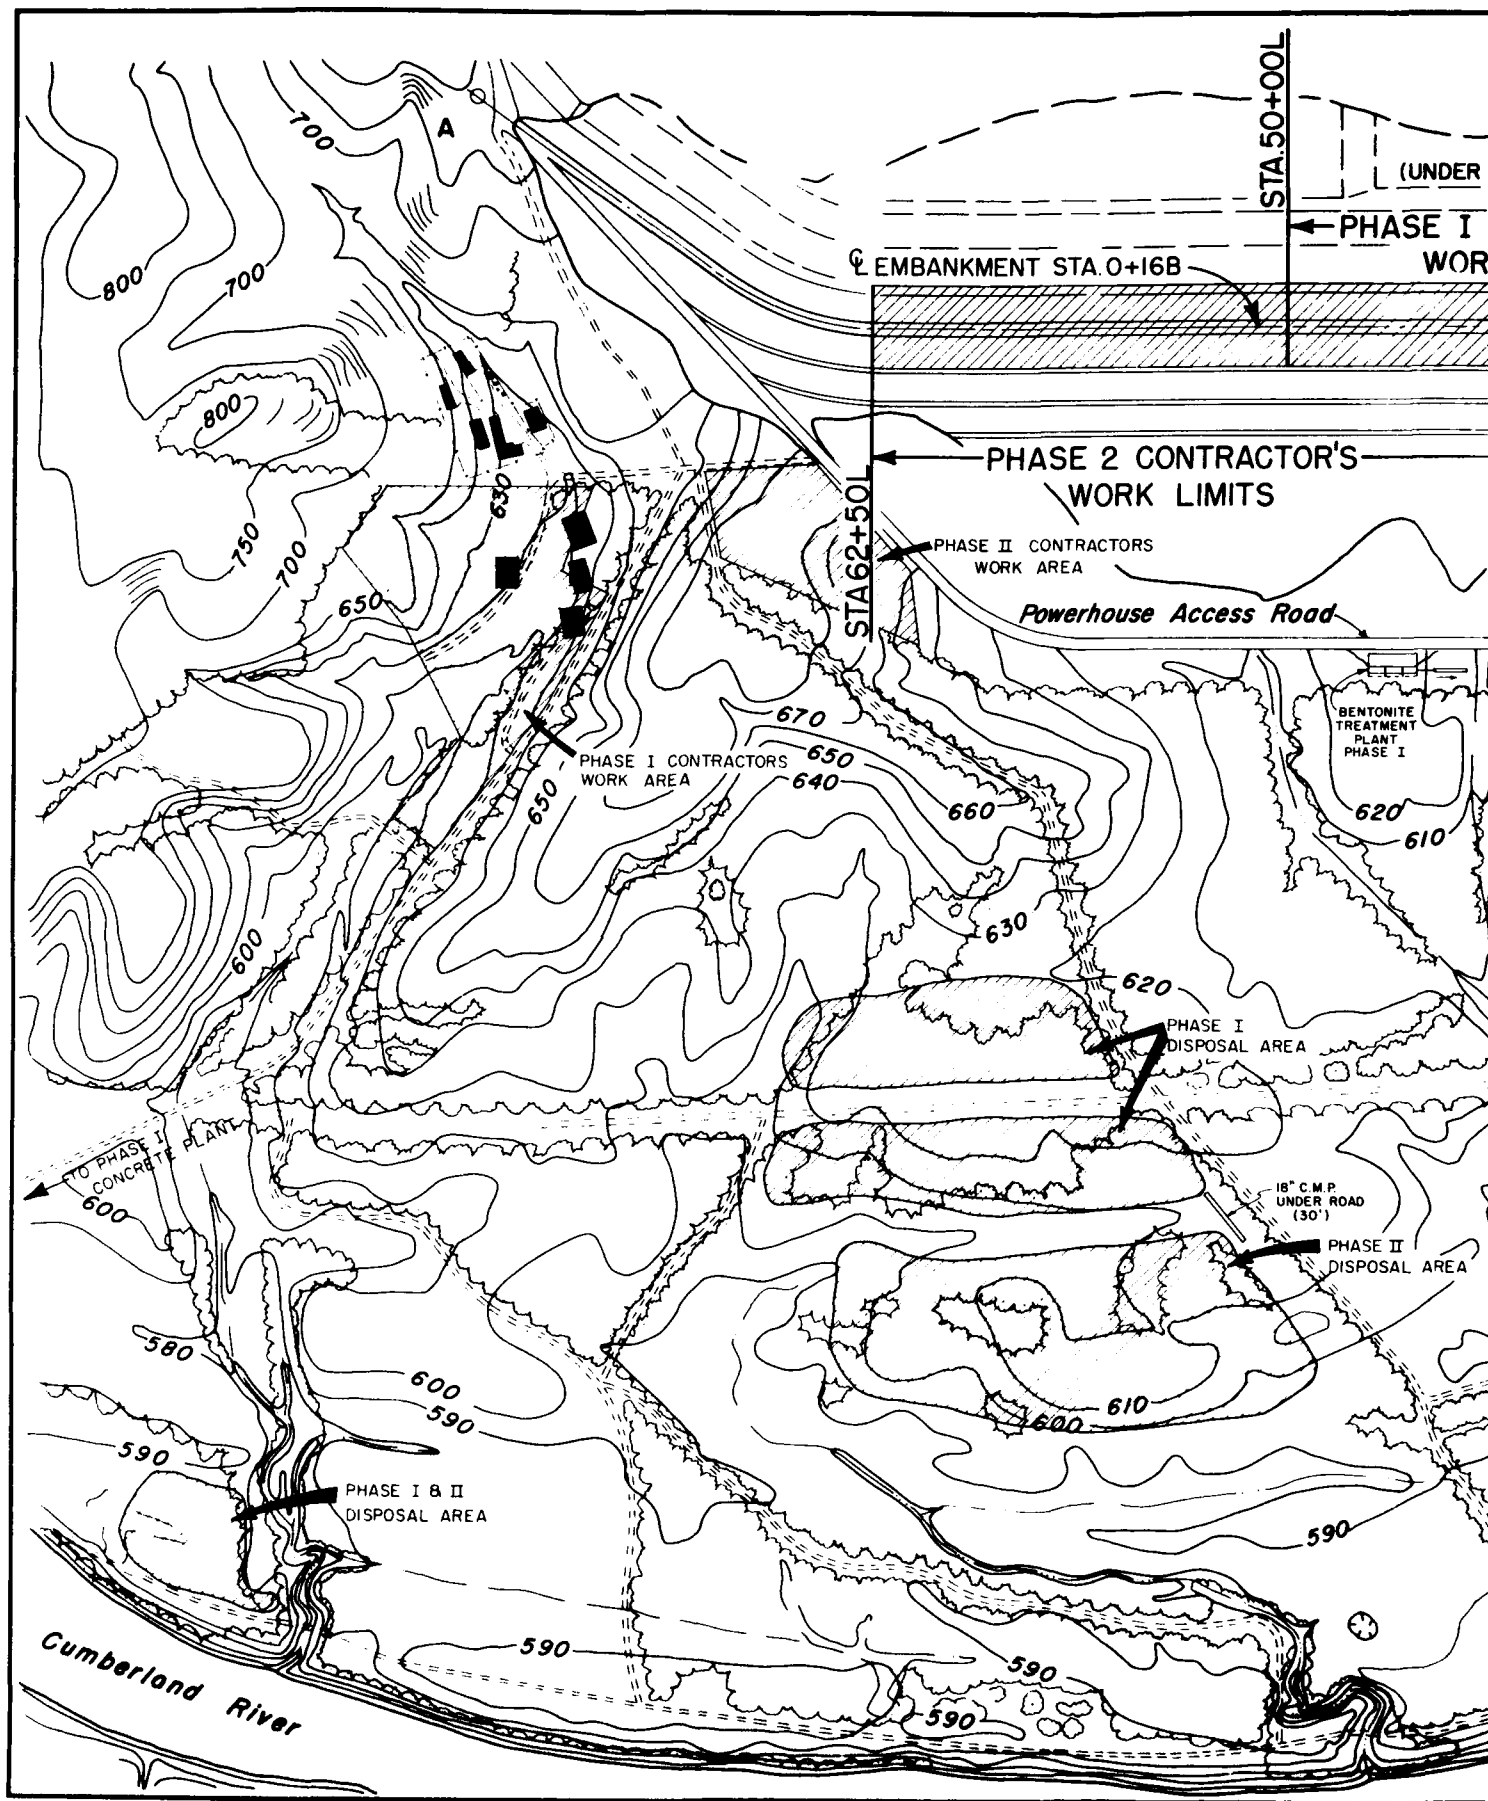 STA.50+00L
700
A
(UNDER
PHASE I
WOR
800
700
℄ EMBANKMENT STA.0+16B
800
PHASE 2 CONTRACTOR'S
WORK LIMITS
630
STA62+50L
750
700
PHASE II CONTRACTORS
WORK AREA
650
Powerhouse Access Road
670
650
640
BENTONITE
TREATMENT
PLANT
PHASE I
PHASE I CONTRACTORS
WORK AREA
650
660
620
610
600
630
620
PHASE I
DISPOSAL AREA
TO PHASE I
CONCRETE PLANT
600
18" C.M.P.
UNDER ROAD
(30')
PHASE II
DISPOSAL AREA
580
600
590
610
600
590
PHASE I & II
DISPOSAL AREA
590
590
590
590
Cumberland River